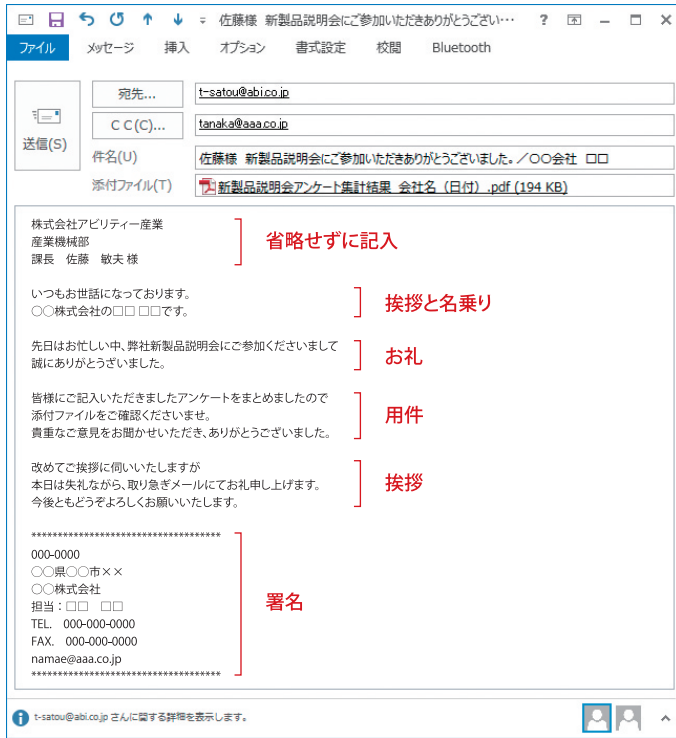 佐藤様 新製品説明会にご参加いただきありがとうござい… ?
ファイル メッセージ 挿入 オプション 書式設定 校閲 Bluetooth
送信(S)
宛先... t-satou@abi.co.jp
C C(C)... tanaka@aaa.co.jp
件名(U) 佐藤様 新製品説明会にご参加いただきありがとうございました。／○○会社 □□
添付ファイル(T) 新製品説明会アンケート集計結果_会社名（日付）.pdf (194 KB)
株式会社アビリティー産業
産業機械部
課長 佐藤 敏夫 様
省略せずに記入
いつもお世話になっております。
○○株式会社の□□ □□です。
挨拶と名乗り
先日はお忙しい中、弊社新製品説明会にご参加くださいまして
誠にありがとうざいました。
お礼
皆様にご記入いただきましたアンケートをまとめましたので
添付ファイルをご確認くださいませ。
貴重なご意見をお聞かせいただき、ありがとうございました。
用件
改めてご挨拶に伺いいたしますが
本日は失礼ながら、取り急ぎメールにてお礼申し上げます。
今後ともどうぞよろしくお願いいたします。
挨拶
************************************
000-0000
○○県○○市××
○○株式会社
担当：□□ □□
TEL. 000-000-0000
FAX. 000-000-0000
namae@aaa.co.jp
************************************
署名
t-satou@abi.co.jp さんに関する詳細を表示します。